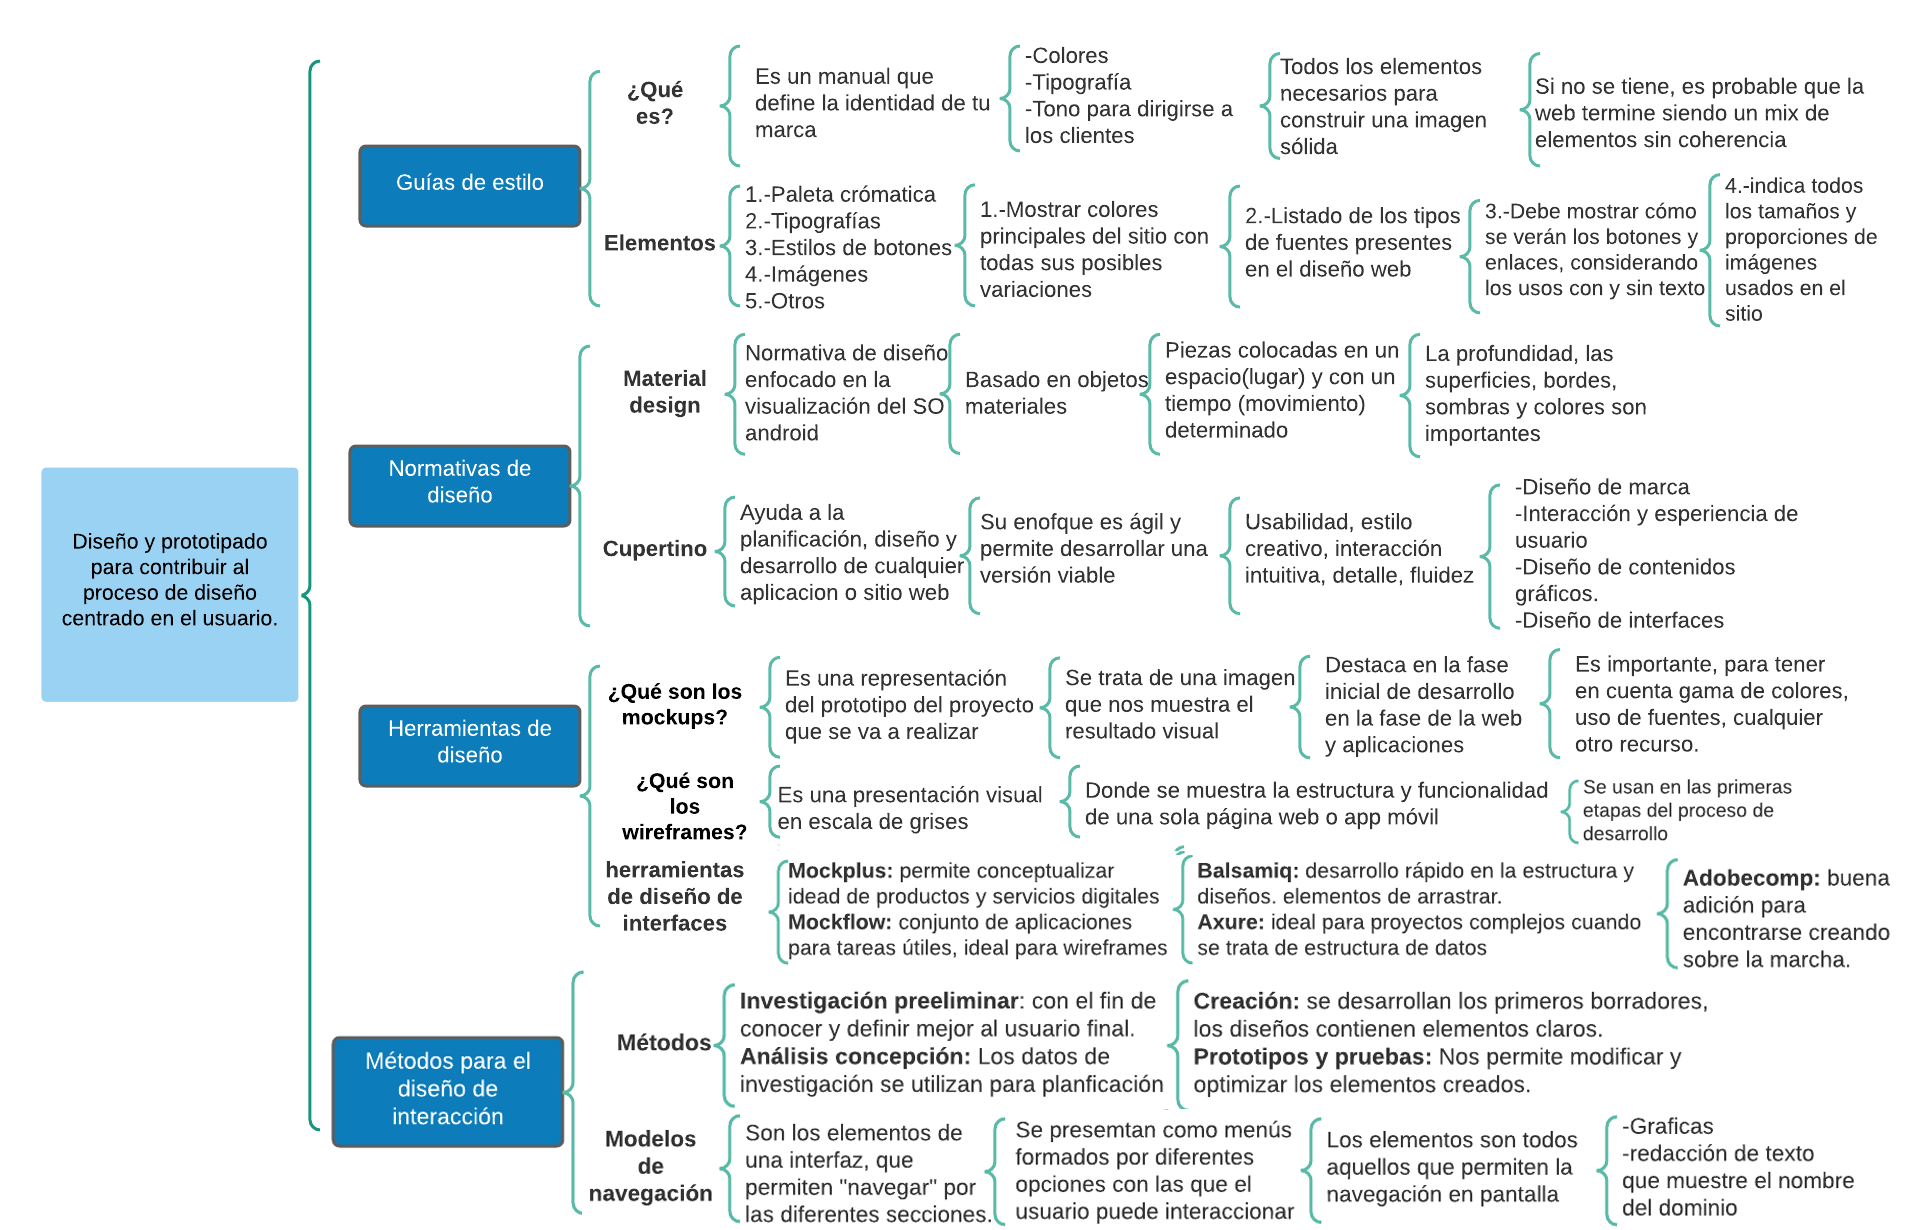 Diseño y prototipado
para contribuir al
proceso de diseño
centrado en el usuario.
Guías de estilo
¿Qué
es?
Es un manual que
define la identidad de tu
marca
-Colores
-Tipografía
-Tono para dirigirse a
los clientes
Todos los elementos
necesarios para
construir una imagen
sólida
Si no se tiene, es probable que la
web termine siendo un mix de
elementos sin coherencia
Elementos
1.-Paleta crómatica
2.-Tipografías
3.-Estilos de botones
4.-Imágenes
5.-Otros
1.-Mostrar colores
principales del sitio con
todas sus posibles
variaciones
2.-Listado de los tipos
de fuentes presentes
en el diseño web
3.-Debe mostrar cómo
se verán los botones y
enlaces, considerando
los usos con y sin texto
4.-indica todos
los tamaños y
proporciones de
imágenes
usados en el
sitio
Normativas de
diseño
Material
design
Normativa de diseño
enfocado en la
visualización del SO
android
Basado en objetos
materiales
Piezas colocadas en un
espacio(lugar) y con un
tiempo (movimiento)
determinado
La profundidad, las
superficies, bordes,
sombras y colores son
importantes
Cupertino
Ayuda a la
planificación, diseño y
desarrollo de cualquier
aplicacion o sitio web
Su enofque es ágil y
permite desarrollar una
versión viable
Usabilidad, estilo
creativo, interacción
intuitiva, detalle, fluidez
-Diseño de marca
-Interacción y esperiencia de
usuario
-Diseño de contenidos
gráficos.
-Diseño de interfaces
Herramientas de
diseño
¿Qué son los
mockups?
Es una representación
del prototipo del proyecto
que se va a realizar
Se trata de una imagen
que nos muestra el
resultado visual
Destaca en la fase
inicial de desarrollo
en la fase de la web
y aplicaciones
Es importante, para tener
en cuenta gama de colores,
uso de fuentes, cualquier
otro recurso.
¿Qué son
los
wireframes?
Es una presentación visual
en escala de grises
Donde se muestra la estructura y funcionalidad
de una sola página web o app móvil
Se usan en las primeras
etapas del proceso de
desarrollo
herramientas
de diseño de
interfaces
Mockplus: permite conceptualizar
idead de productos y servicios digitales
Mockflow: conjunto de aplicaciones
para tareas útiles, ideal para wireframes
Balsamiq: desarrollo rápido en la estructura y
diseños. elementos de arrastrar.
Axure: ideal para proyectos complejos cuando
se trata de estructura de datos
Adobecomp: buena
adición para
encontrarse creando
sobre la marcha.
Métodos para el
diseño de
interacción
Métodos
Investigación preeliminar: con el fin de
conocer y definir mejor al usuario final.
Análisis concepción: Los datos de
investigación se utilizan para planficación
Creación: se desarrollan los primeros borradores,
los diseños contienen elementos claros.
Prototipos y pruebas: Nos permite modificar y
optimizar los elementos creados.
Modelos
de
navegación
Son los elementos de
una interfaz, que
permiten "navegar" por
las diferentes secciones.
Se presemtan como menús
formados por diferentes
opciones con las que el
usuario puede interaccionar
Los elementos son todos
aquellos que permiten la
navegación en pantalla
-Graficas
-redacción de texto
que muestre el nombre
del dominio